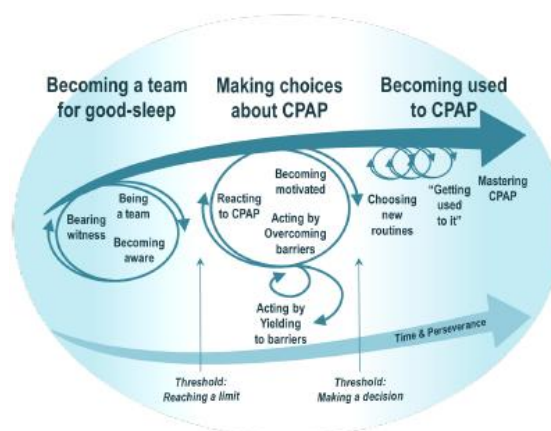 Becoming a team
for good-sleep
Making choices
about CPAP
Becoming used
to CPAP
Being
a team
Bearing
witness
Becoming
aware
Reacting
to CPAP
Becoming
motivated
Acting by
Overcoming
barriers
Acting by
Yielding
to barriers
Choosing
new
routines
"Getting
used
to it"
Mastering
CPAP
Time & Perseverance
Threshold:
Reaching a limit
Threshold:
Making a decision